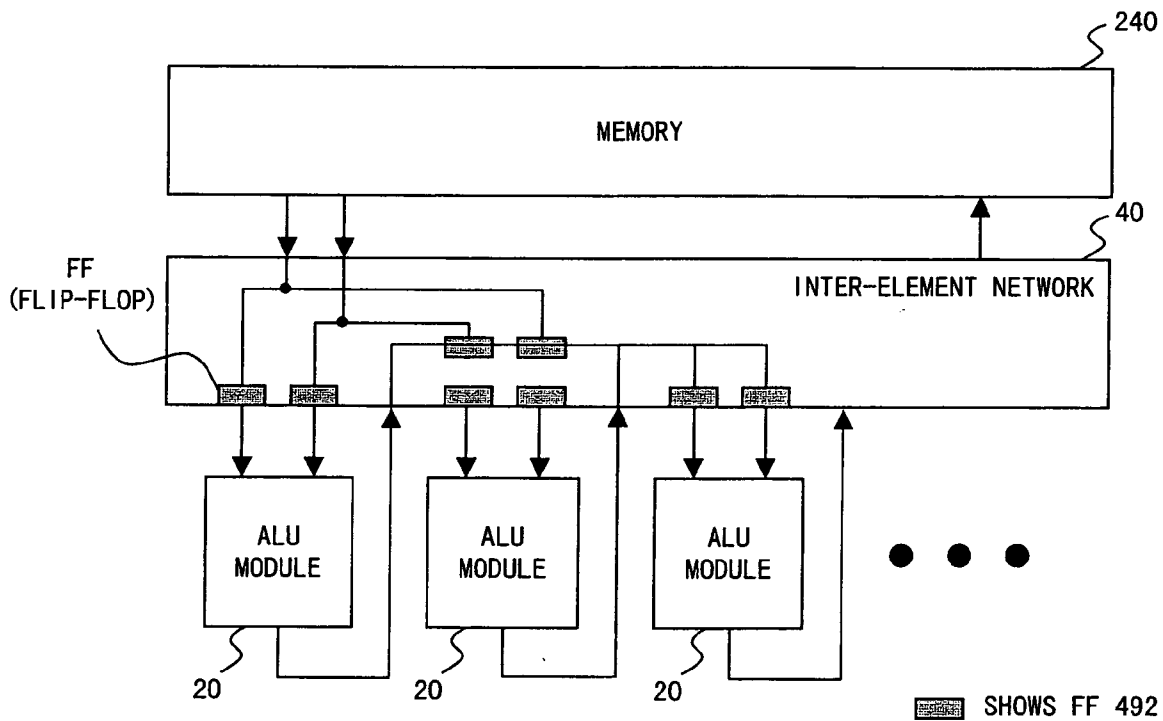 240
MEMORY
40
FF
(FLIP-FLOP)
INTER-ELEMENT NETWORK
ALU
MODULE
ALU
MODULE
ALU
MODULE
20
20
20
SHOWS FF 492